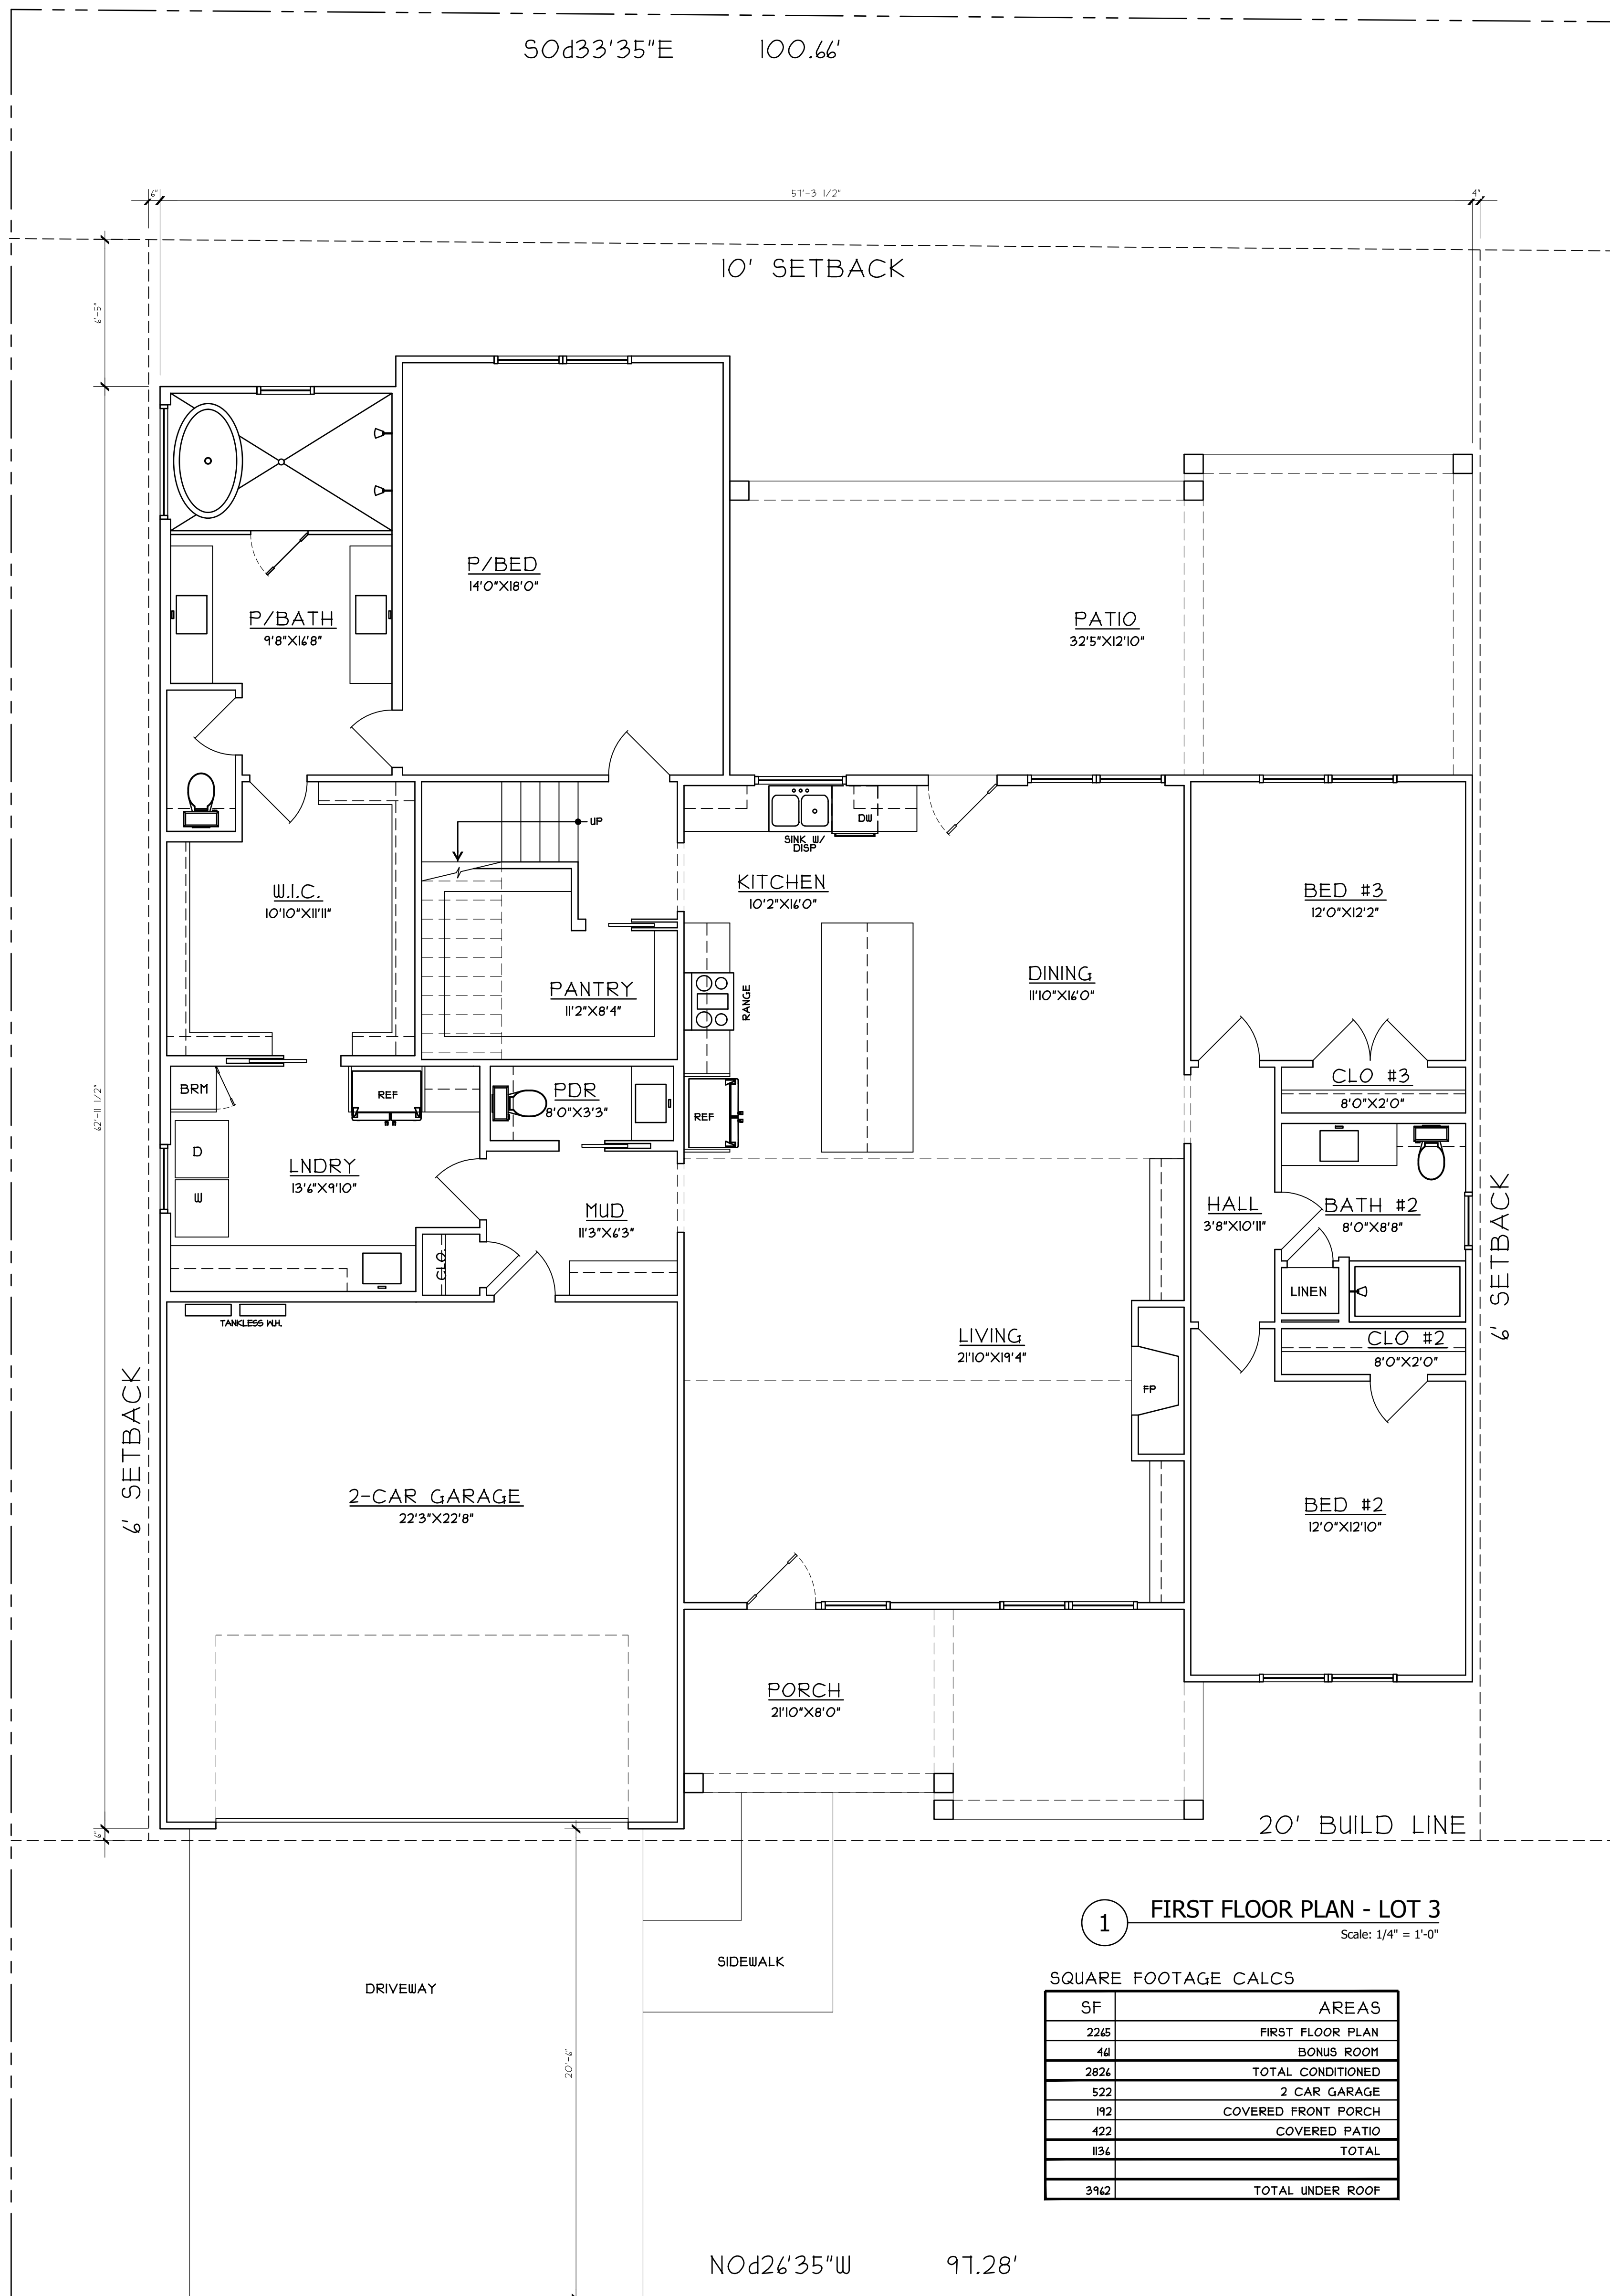 S0d33'35"E 100.66'
6" 57'-3 1/2" 4"
10' SETBACK
6'-5"
P/BED
14'0"X18'0"
P/BATH
9'8"X16'8"
PATIO
32'5"X12'10"
UP
DW
SINK W/
DISP
KITCHEN
10'2"X16'0"
W.I.C.
10'10"X11'11"
BED #3
12'0"X12'2"
DINING
11'10"X16'0"
PANTRY
11'2"X8'4"
RANGE
CLO #3
8'0"X2'0"
BRM
REF
PDR
8'0"X3'3"
REF
62'-11 1/2"
D
LNDRY
13'6"X9'10"
W
MUD
11'3"X6'3"
HALL
3'8"X10'11"
BATH #2
8'0"X8'8"
6' SETBACK
CLO.
LINEN
TANKLESS W.H.
LIVING
21'10"X19'4"
CLO #2
8'0"X2'0"
FP
6' SETBACK
2-CAR GARAGE
22'3"X22'8"
BED #2
12'0"X12'10"
PORCH
21'10"X8'0"
6"
20' BUILD LINE
1 FIRST FLOOR PLAN - LOT 3
Scale: 1/4" = 1'-0"
SIDEWALK
DRIVEWAY
20'-6"
SQUARE FOOTAGE CALCS
SF AREAS
2265 FIRST FLOOR PLAN
461 BONUS ROOM
2826 TOTAL CONDITIONED
522 2 CAR GARAGE
192 COVERED FRONT PORCH
422 COVERED PATIO
1136 TOTAL
3962 TOTAL UNDER ROOF
N0d26'35"W 97.28'